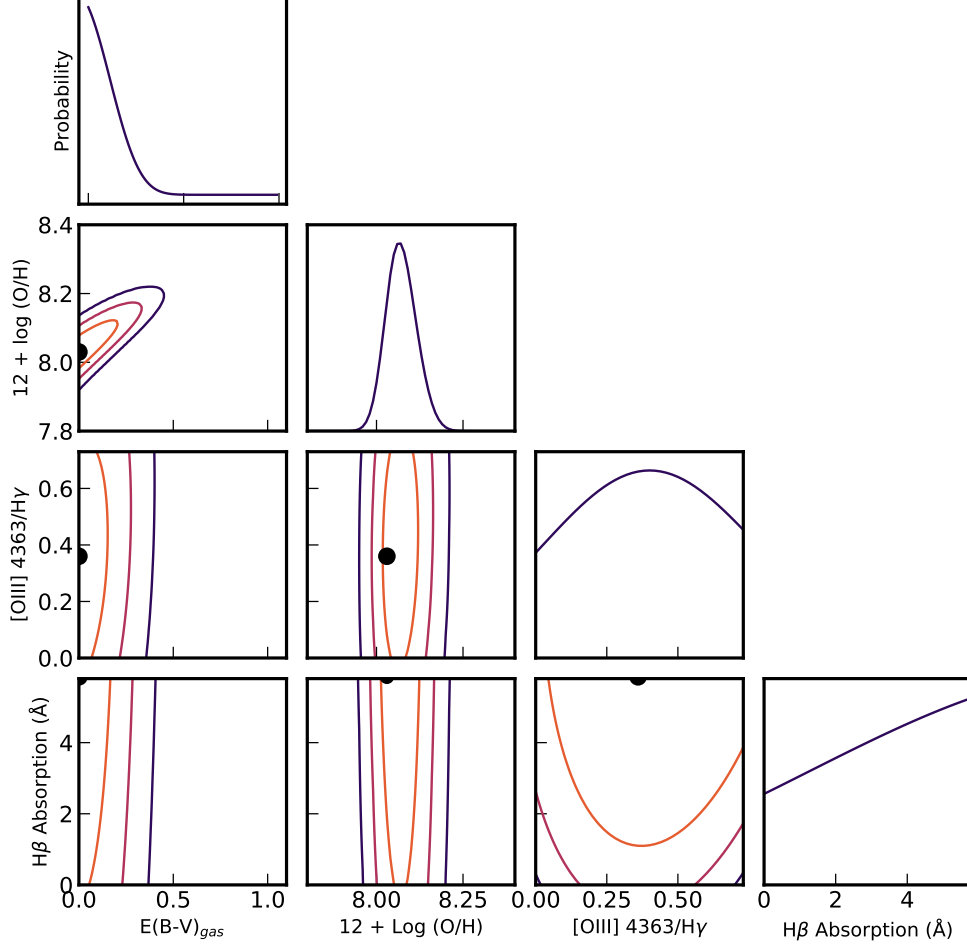 Probability
12 + log (O/H)
8.4
8.2
8.0
7.8
[OIII] 4363/Hγ
0.6
0.4
0.2
0.0
Hβ Absorption (Å)
4
2
0
0.0 0.5 1.0
8.00 8.25
0.00 0.25 0.50
0 2 4
E(B-V)gas
12 + Log (O/H)
[OIII] 4363/Hγ
Hβ Absorption (Å)